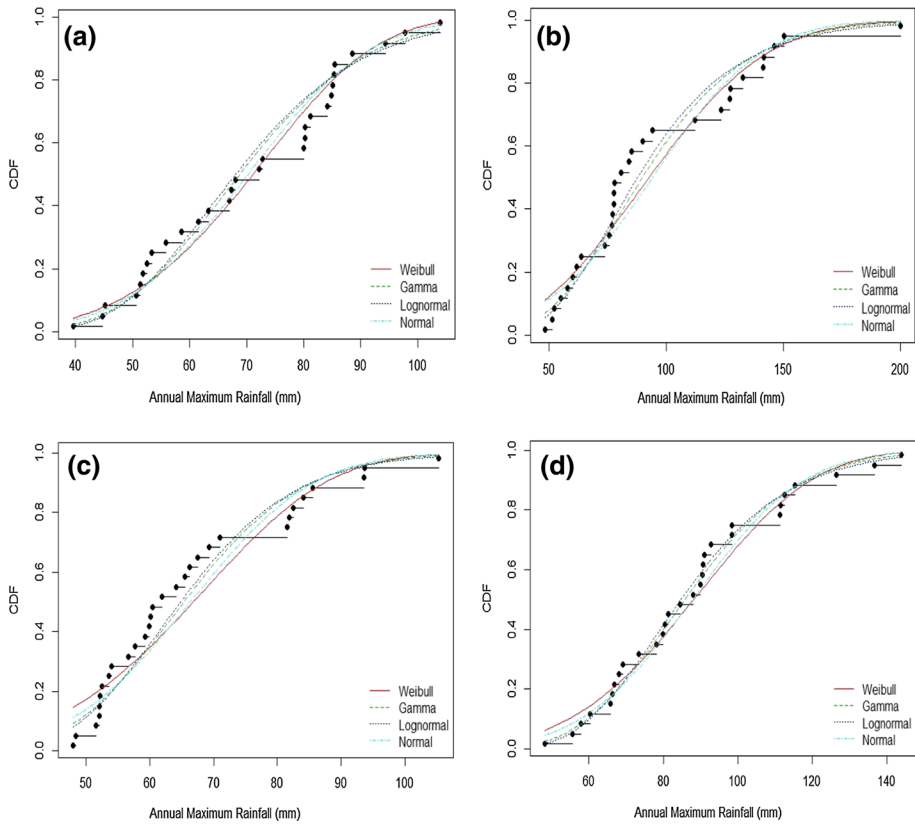 (a)
CDF
1.0
0.8
0.6
0.4
0.2
0.0
Weibull
Gamma
Lognormal
Normal
40 50 60 70 80 90 100
Annual Maximum Rainfall (mm)
(b)
CDF
1.0
0.8
0.6
0.4
0.2
0.0
Weibull
Gamma
Lognormal
Normal
50 100 150 200
Annual Maximum Rainfall (mm)
(c)
CDF
1.0
0.8
0.6
0.4
0.2
0.0
Weibull
Gamma
Lognormal
Normal
50 60 70 80 90 100
Annual Maximum Rainfall (mm)
(d)
CDF
1.0
0.8
0.6
0.4
0.2
0.0
Weibull
Gamma
Lognormal
Normal
60 80 100 120 140
Annual Maximum Rainfall (mm)